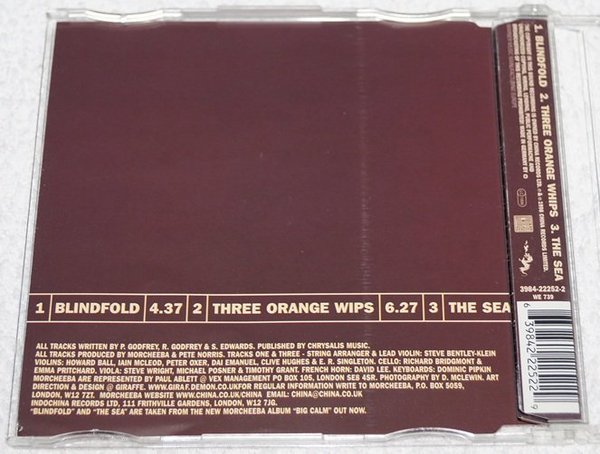 1 BLINDFOLD 4.37 2 THREE ORANGE WIPS 6.27 3 THE SEA
ALL TRACKS WRITTEN BY P. GODFREY, R. GODFREY & S. EDWARDS. PUBLISHED BY CHRYSALIS MUSIC.
ALL TRACKS PRODUCED BY MORCHEEBA & PETE NORRIS. TRACKS ONE & THREE - STRING ARRANGER & LEAD VIOLIN: STEVE BENTLEY-KLEIN
VIOLINS: HOWARD BALL, IAIN MCLEOD, PETER OXER, DAI EMANUEL, CLIVE HUGHES & E. R. SINGLETON. CELLO: RICHARD BRIDGMONT &
EMMA PRITCHARD. VIOLA: STEVE WRIGHT, MICHAEL POSNER & TIMOTHY GRANT. FRENCH HORN: DAVID LEE. KEYBOARDS: DOMINIC PIPKIN
MORCHEEBA ARE REPRESENTED BY PAUL ABLETT @ VEX MANAGEMENT PO BOX 105, LONDON SE6 4SR. PHOTOGRAPHY BY D. MCLEWIN. ART
DIRECTION & DESIGN @ GIRAFFE. WWW.GIRAF.DEMON.CO.UKFOR REGULAR INFORMATION WRITE TO MORCHEEBA, P.O. BOX 5059,
LONDON, W12 7ZT. MORCHEEBA WEBSITE WWW.CHINA.CO.UK/CHINA EMAIL: CHINA@CHINA.CO.UK
INDOCHINA RECORDS LTD. 111 FRITHVILLE GARDENS. LONDON, W12 7JG.
"BLINDFOLD" AND "THE SEA" ARE TAKEN FROM THE NEW MORCHEEBA ALBUM "BIG CALM" OUT NOW.
1. BLINDFOLD 2. THREE ORANGE WHIPS 3. THE SEA
3984-22252-2
WE 739